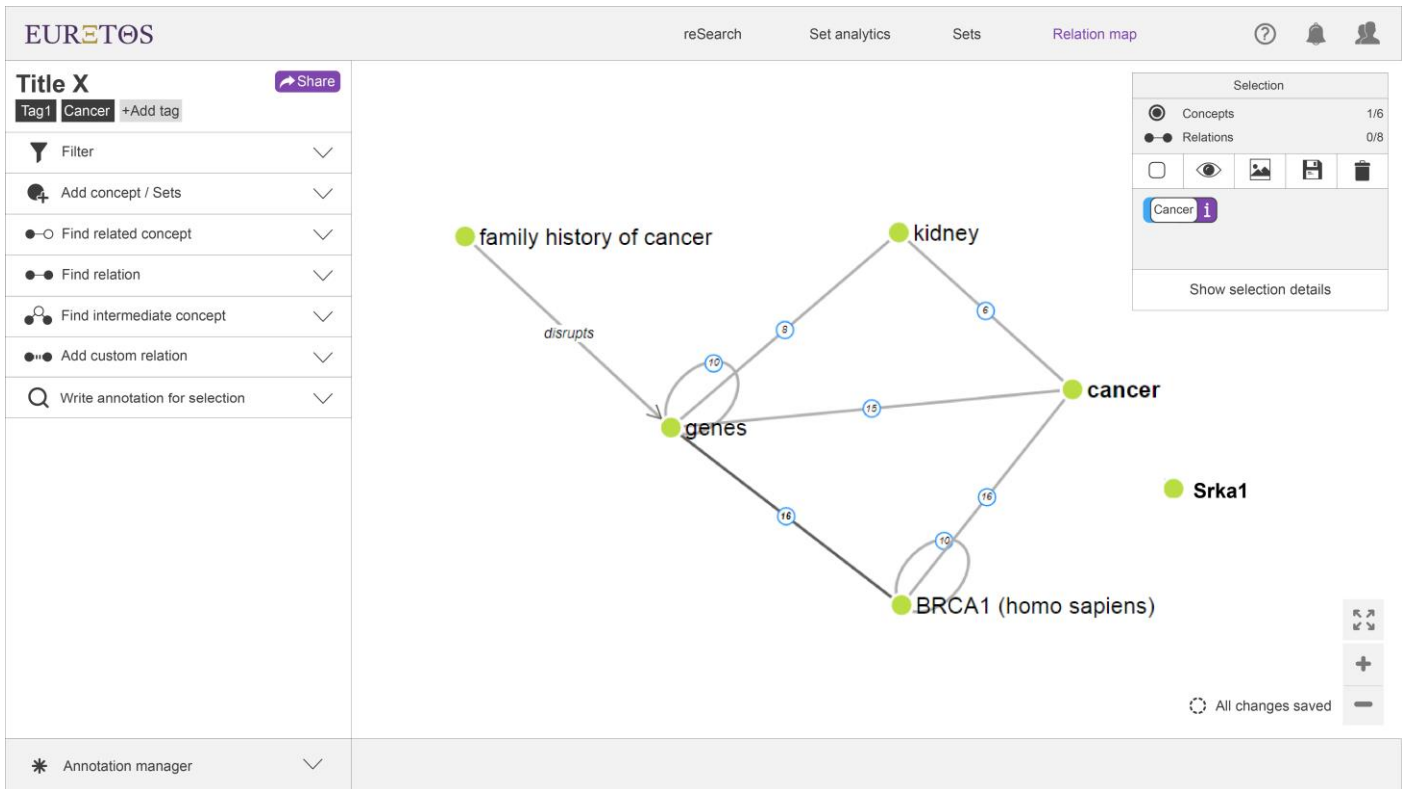 EURΞTΘS
reSearch
Set analytics
Sets
Relation map
Title X
Share
Tag1 Cancer +Add tag
Filter
Add concept / Sets
Find related concept
Find relation
Find intermediate concept
Add custom relation
Write annotation for selection
family history of cancer
kidney
disrupts
8
6
10
genes
15
cancer
16
16
10
Srka1
BRCA1 (homo sapiens)
Selection
Concepts 1/6
Relations 0/8
Cancer i
Show selection details
All changes saved
Annotation manager